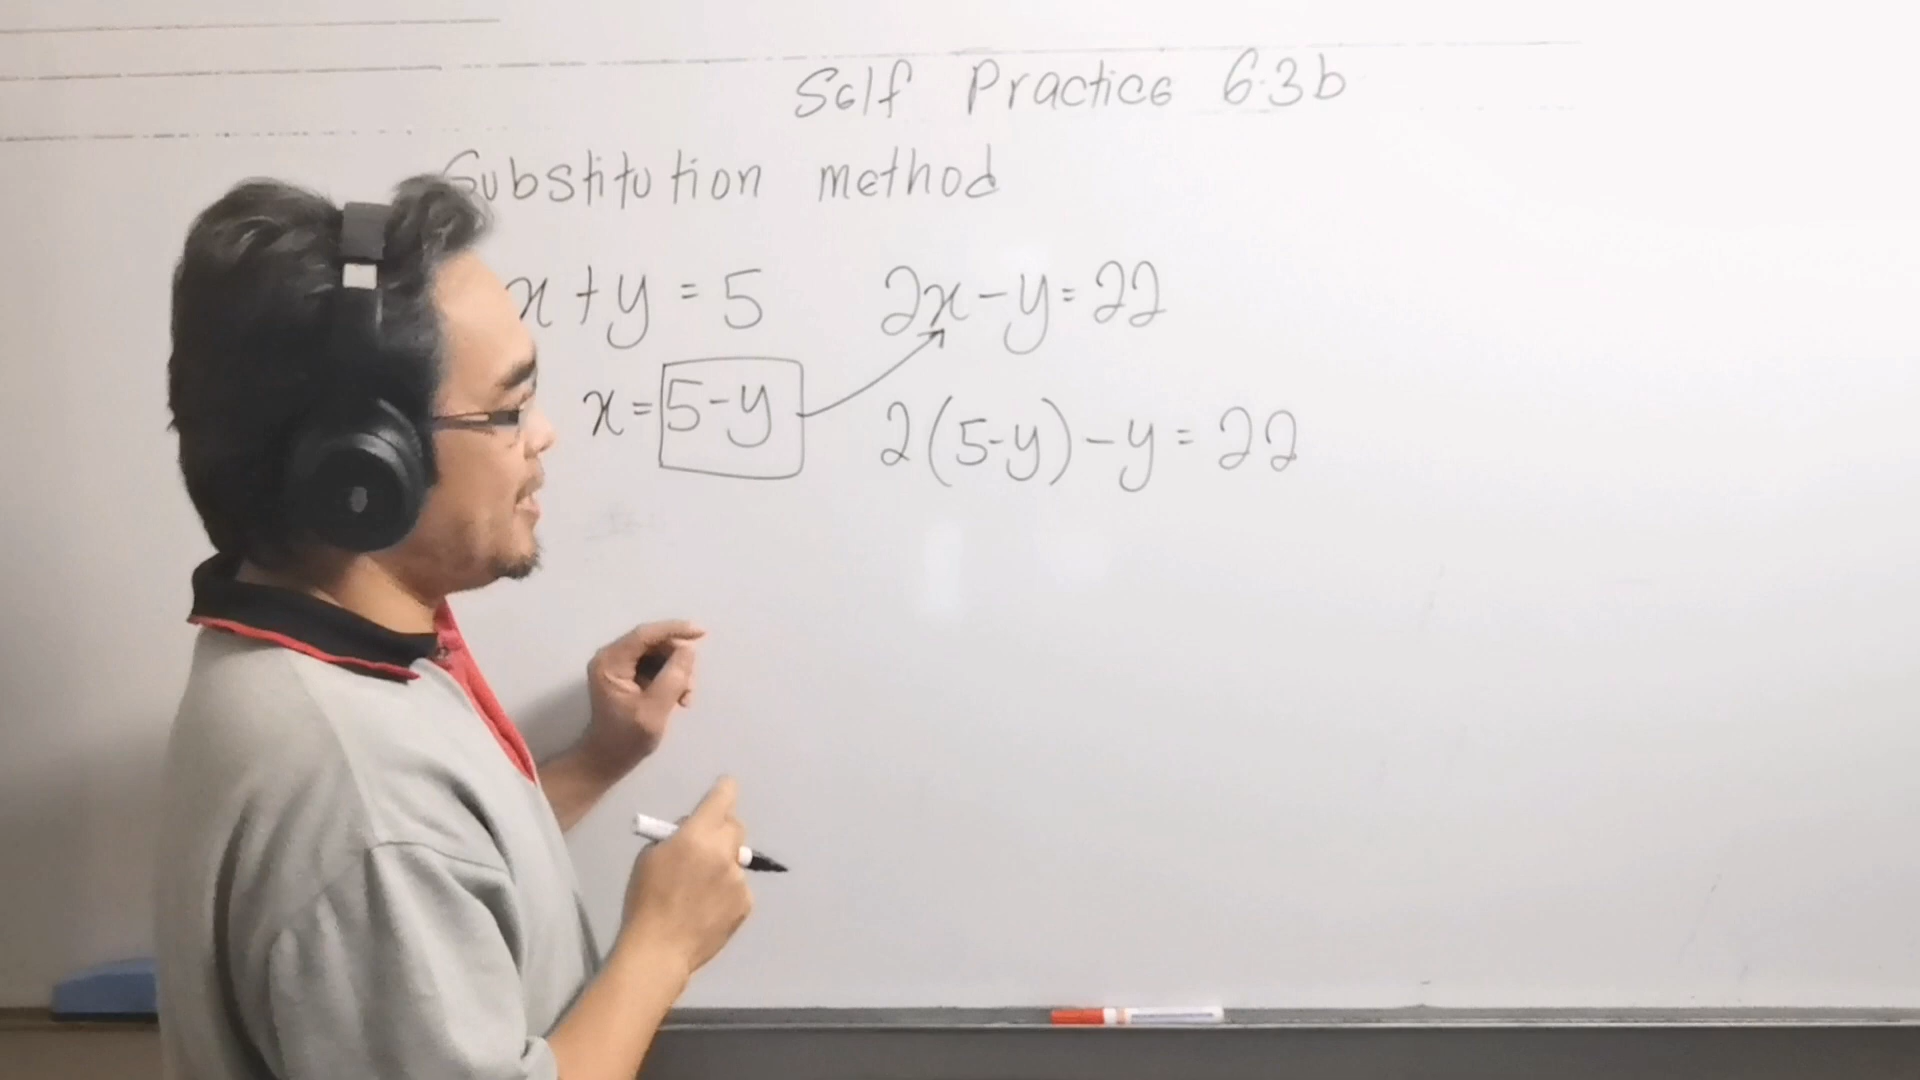 Self Practice 6.3b
Substitution method
x + y = 5 2x - y = 22
x = 5-y 2(5-y) - y = 22